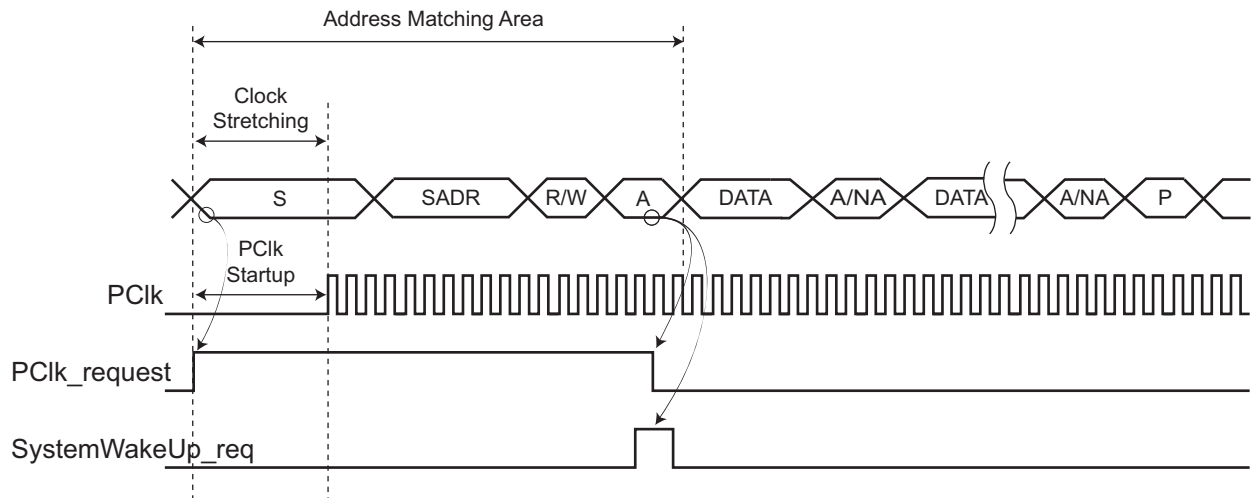 Address Matching Area
Clock
Stretching
S SADR R/W A DATA A/NA DATA A/NA P
PClk
Startup
PClk
PClk_request
SystemWakeUp_req